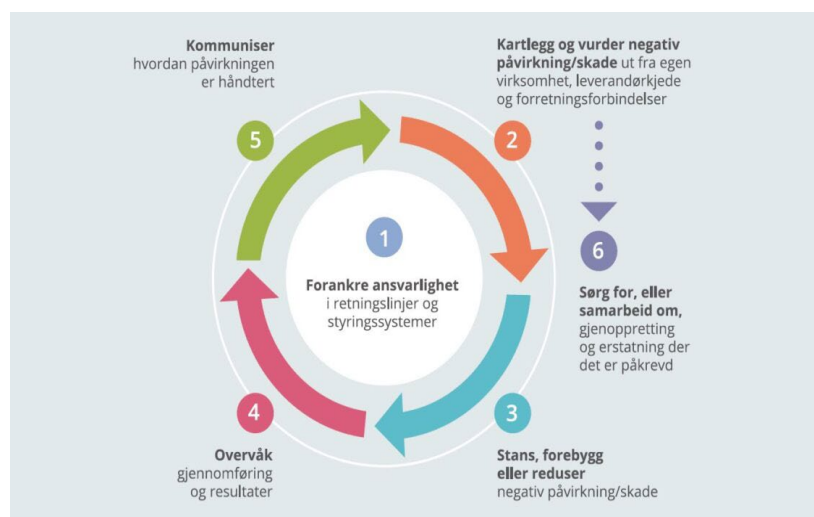 1
Forankre ansvarlighet
i retningslinjer og
styringssystemer
2
Kartlegg og vurder negativ
påvirkning/skade ut fra egen
virksomhet, leverandørkjede
og forretningsforbindelser
3
Stans, forebygg
eller reduser
negativ påvirkning/skade
4
Overvåk
gjennomføring
og resultater
5
Kommuniser
hvordan påvirkningen
er håndtert
6
Sørg for, eller
samarbeid om,
gjenoppretting
og erstatning der
det er påkrevd